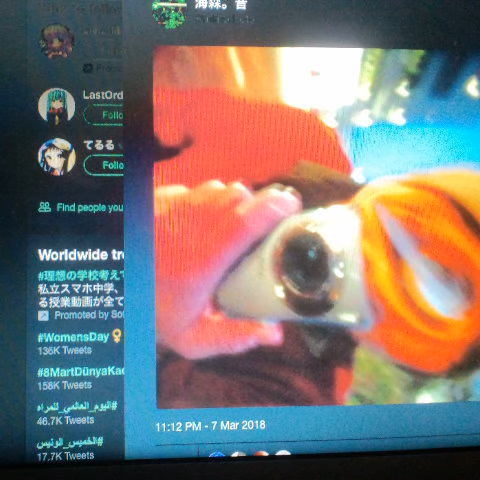 海森。音
LastOrd
Follo
てるる
Follo
Find people you
Worldwide tre
#理想の学校考えて
私立スマホ中学、
る授業動画が全て
Promoted by Sof
#WomensDay
136K Tweets
#8MartDünyaKad
158K Tweets
#اليوم_العالمي_للمراه
46.7K Tweets
#الخميس_الونيس
17.7K Tweets
11:12 PM - 7 Mar 2018